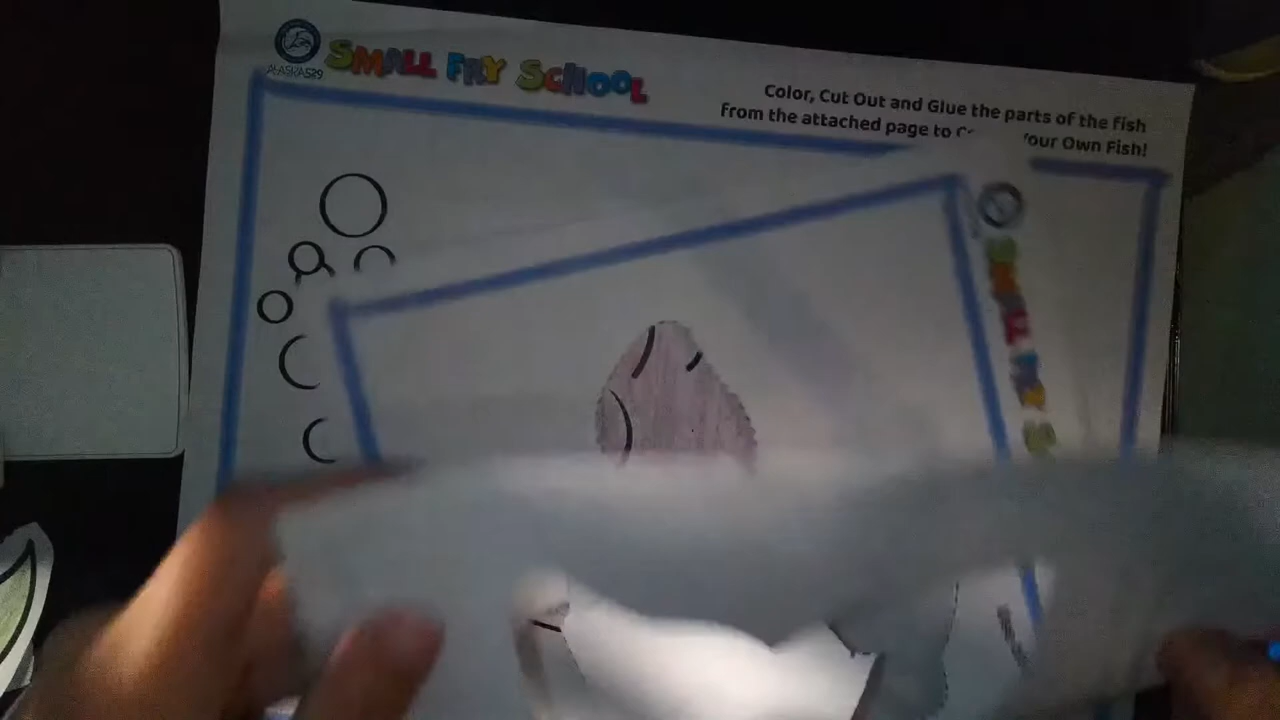 SMALL FRY SCHOOL
ALASKA529
Color, Cut Out and Glue the parts of the fish
From the attached page to Your Own Fish!